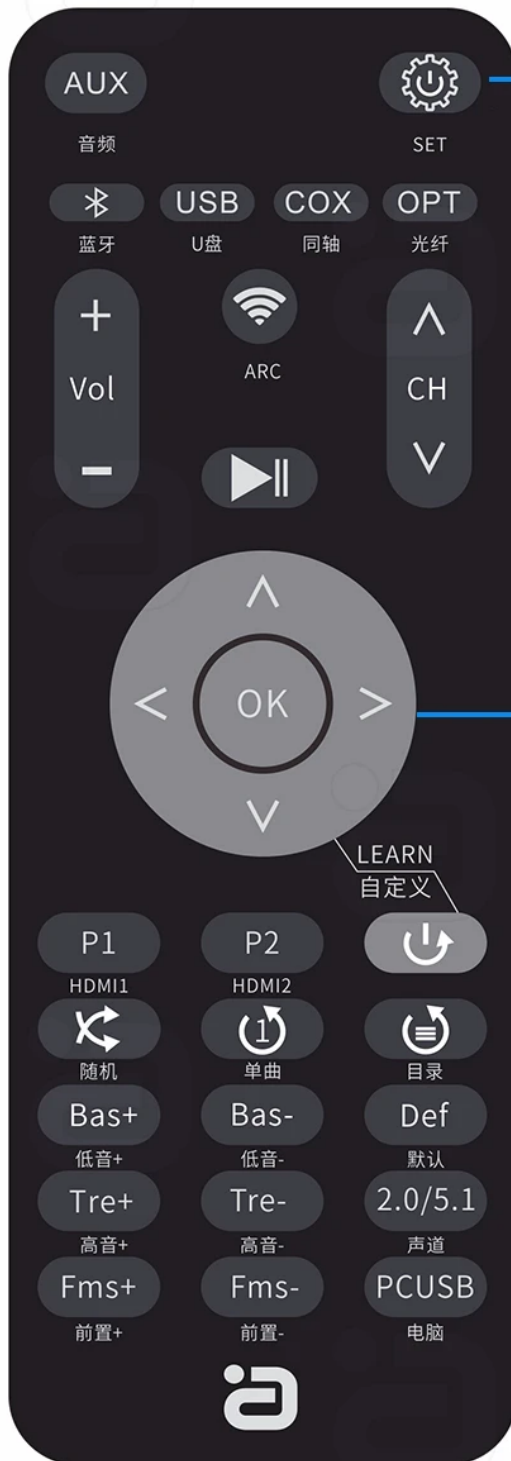 AUX
音频 SET
USB COX OPT
蓝牙 U盘 同轴 光纤
+
Vol
-
ARC
CH
OK
LEARN
自定义
P1 P2
HDMI1 HDMI2
1
随机 单曲 目录
Bas+ Bas- Def
低音+ 低音- 默认
Tre+ Tre- 2.0/5.1
高音+ 高音- 声道
Fms+ Fms- PCUSB
前置+ 前置- 电脑